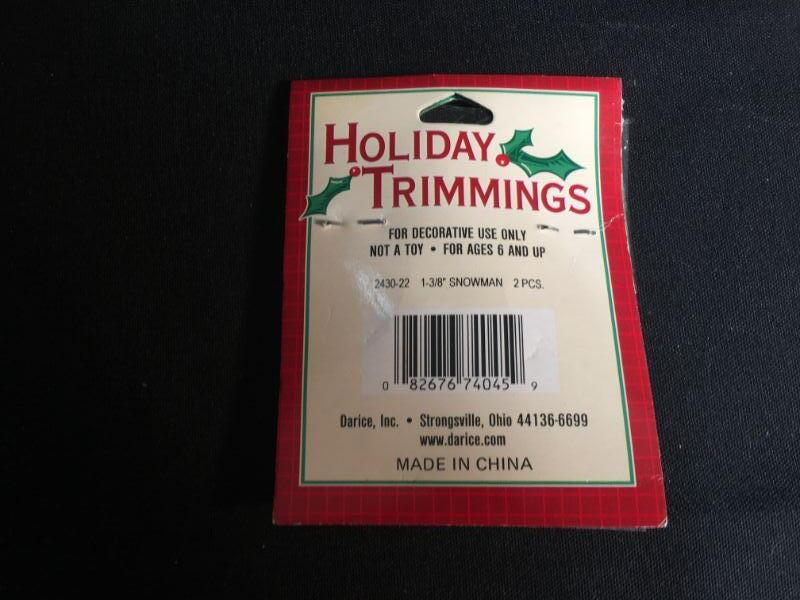 HOLIDAY
TRIMMINGS
FOR DECORATIVE USE ONLY
NOT A TOY • FOR AGES 6 AND UP
2430-22 1-3/8" SNOWMAN 2 PCS.
0 82676 74045 9
Darice, Inc. • Strongsville, Ohio 44136-6699
www.darice.com
MADE IN CHINA